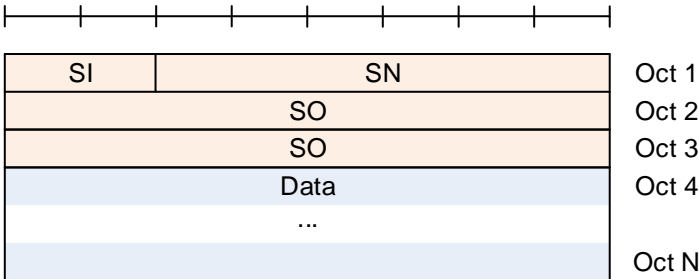 SI SN Oct 1
SO Oct 2
SO Oct 3
Data Oct 4
...
Oct N